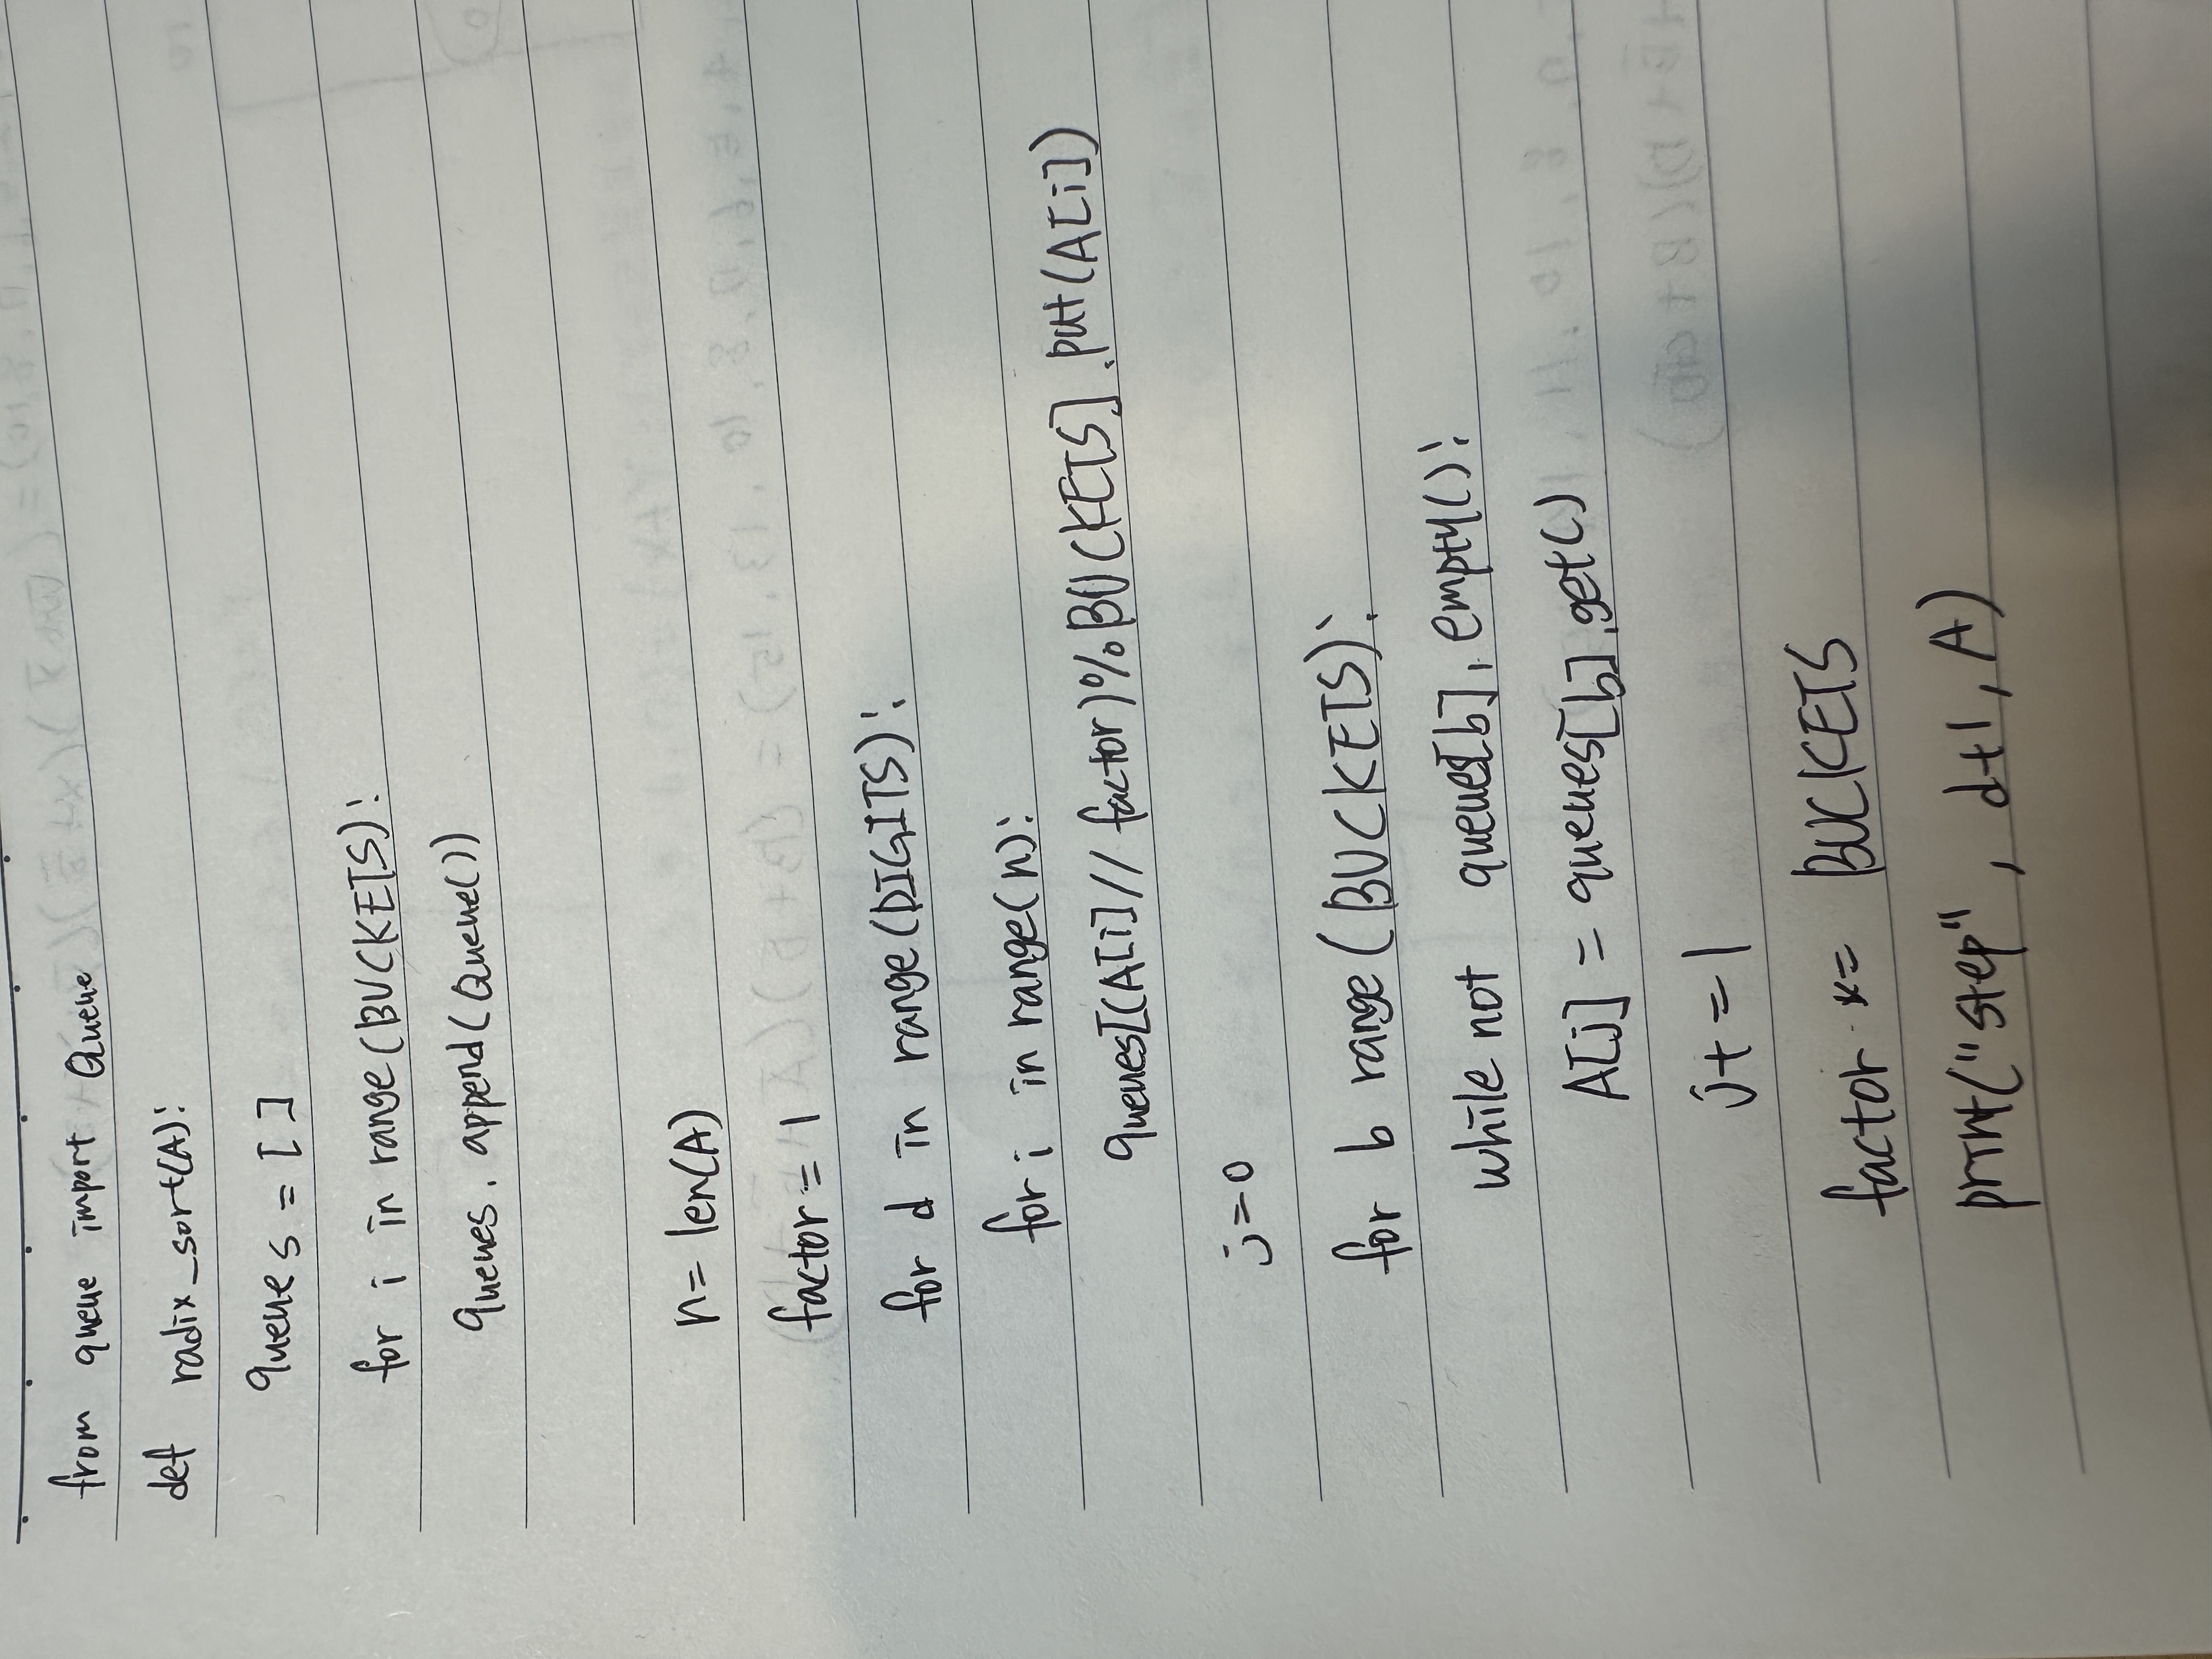 from queue import Queue
def radix_sort(A):
queues = []
for i in range(BUCKETS):
queues.append(Queue())
n= len(A)
factor = 1
for d in range(DIGITS):
for i in range(n):
queues[(A[i]//factor)%BUCKETS].put(A[i])
j=0
for b range(BUCKETS):
while not queues[b].empty():
A[j] = queues[b].get()
j+=1
factor *= BUCKETS
print("step", d+1, A)